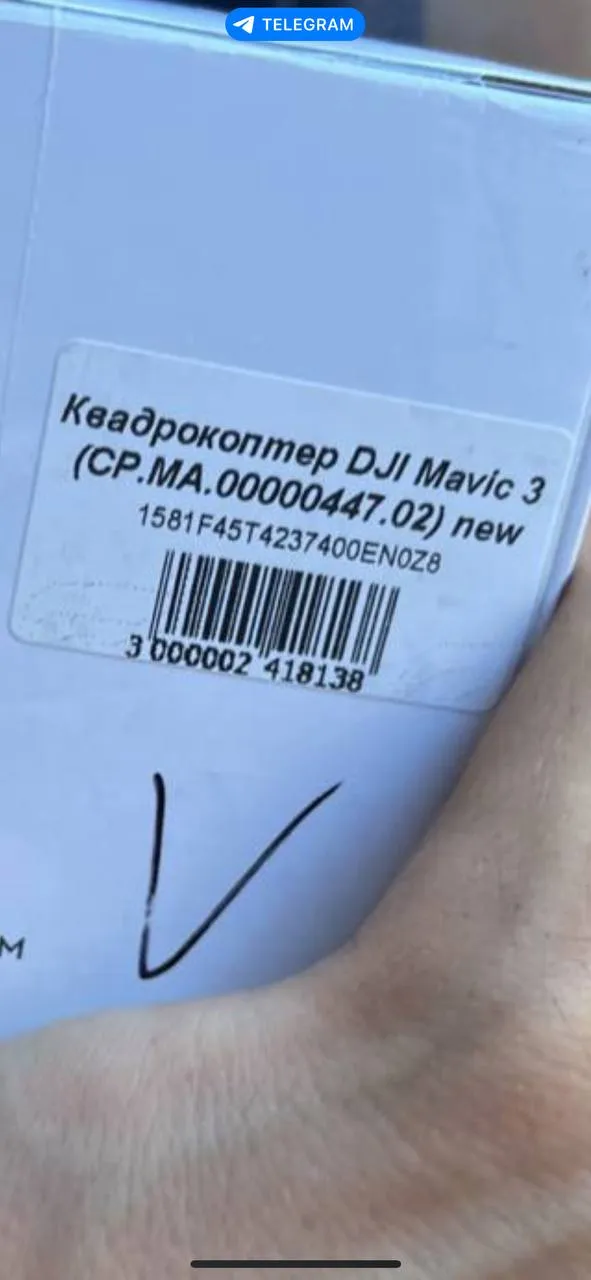 TELEGRAM
Квадрокоптер DJI Mavic 3
(CP.MA.00000447.02) new
1581F45T4237400EN0Z8
3 000002 418138
V
М